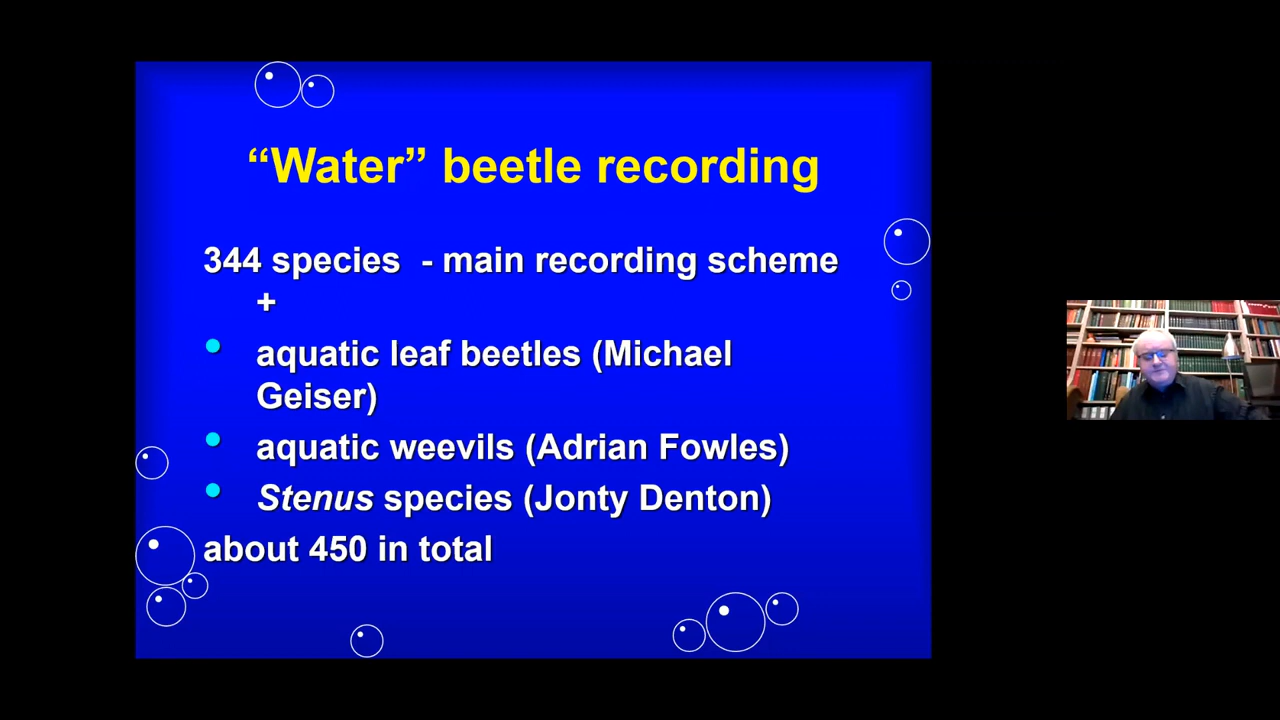 “Water” beetle recording
344 species - main recording scheme
+
aquatic leaf beetles (Michael
Geiser)
aquatic weevils (Adrian Fowles)
Stenus species (Jonty Denton)
about 450 in total